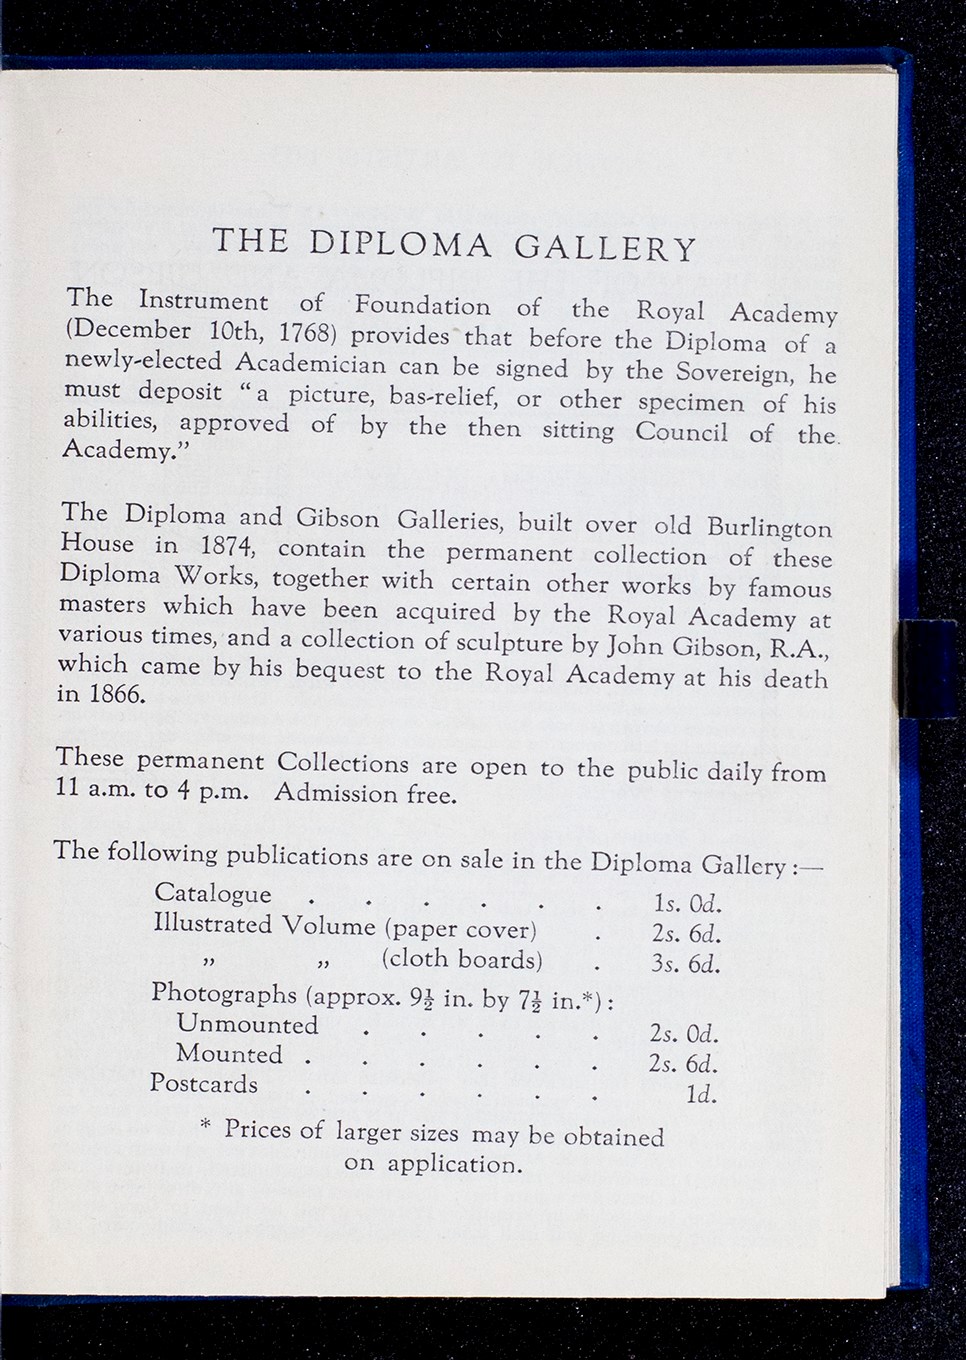 THE DIPLOMA GALLERY
The Instrument of Foundation of the Royal Academy
(December 10th, 1768) provides that before the Diploma of a
newly-elected Academician can be signed by the Sovereign, he
must deposit “a picture, bas-relief, or other specimen of his
abilities, approved of by the then sitting Council of the
Academy.”
The Diploma and Gibson Galleries, built over old Burlington
House in 1874, contain the permanent collection of these
Diploma Works, together with certain other works by famous
masters which have been acquired by the Royal Academy at
various times, and a collection of sculpture by John Gibson, R.A.,
which came by his bequest to the Royal Academy at his death
in 1866.
These permanent Collections are open to the public daily from
11 a.m. to 4 p.m. Admission free.
The following publications are on sale in the Diploma Gallery:—
Catalogue . . . . . . 1s. 0d.
Illustrated Volume (paper cover) . 2s. 6d.
„ „ (cloth boards) . 3s. 6d.
Photographs (approx. 9½ in. by 7½ in.*):
Unmounted . . . . . 2s. 0d.
Mounted . . . . . . 2s. 6d.
Postcards . . . . . . 1d.
* Prices of larger sizes may be obtained
on application.